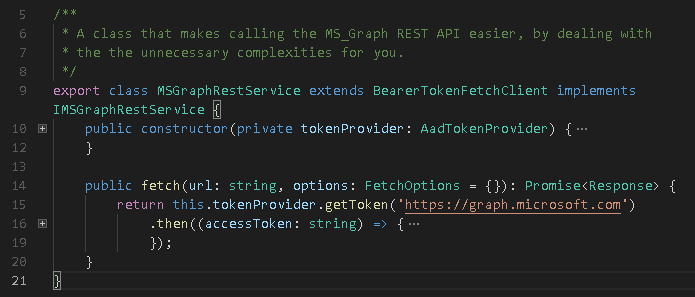 5 /**
6 * A class that makes calling the MS_Graph REST API easier, by dealing with
7 * the the unnecessary complexities for you.
8 */
9 export class MSGraphRestService extends BearerTokenFetchClient implements
IMSGraphRestService {
10 public constructor(private tokenProvider: AadTokenProvider) {…
12 }
13
14 public fetch(url: string, options: FetchOptions = {}): Promise<Response> {
15 return this.tokenProvider.getToken('https://graph.microsoft.com')
16 .then((accessToken: string) => {…
19 });
20 }
21 }